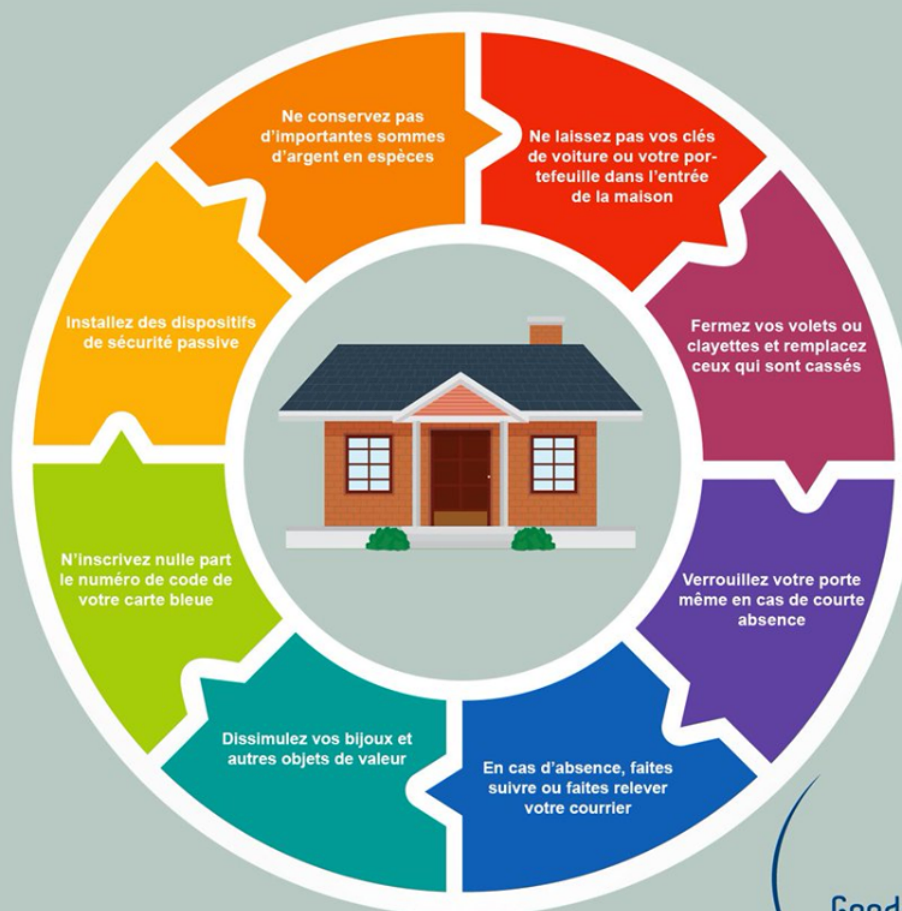 Ne conservez pas
d'importantes sommes
d'argent en espèces
Ne laissez pas vos clés
de voiture ou votre por-
tefeuille dans l'entrée
de la maison
Fermez vos volets ou
clayettes et remplacez
ceux qui sont cassés
Verrouillez votre porte
même en cas de courte
absence
En cas d'absence, faites
suivre ou faites relever
votre courrier
Dissimulez vos bijoux et
autres objets de valeur
N'inscrivez nulle part
le numéro de code de
votre carte bleue
Installez des dispositifs
de sécurité passive